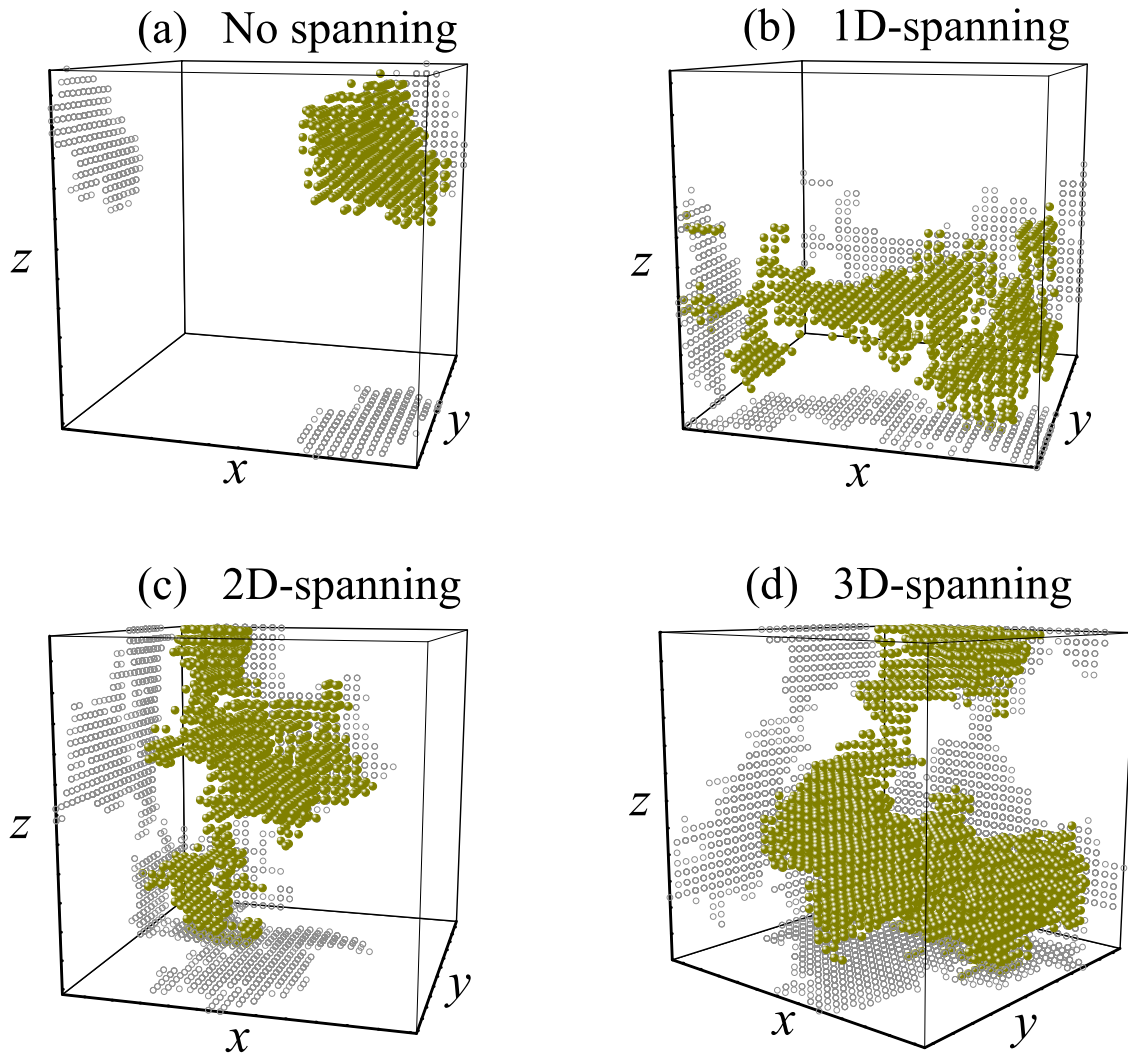 (a) No spanning
(b) 1D-spanning
z
y
x
z
y
x
(c) 2D-spanning
(d) 3D-spanning
z
y
x
z
x
y